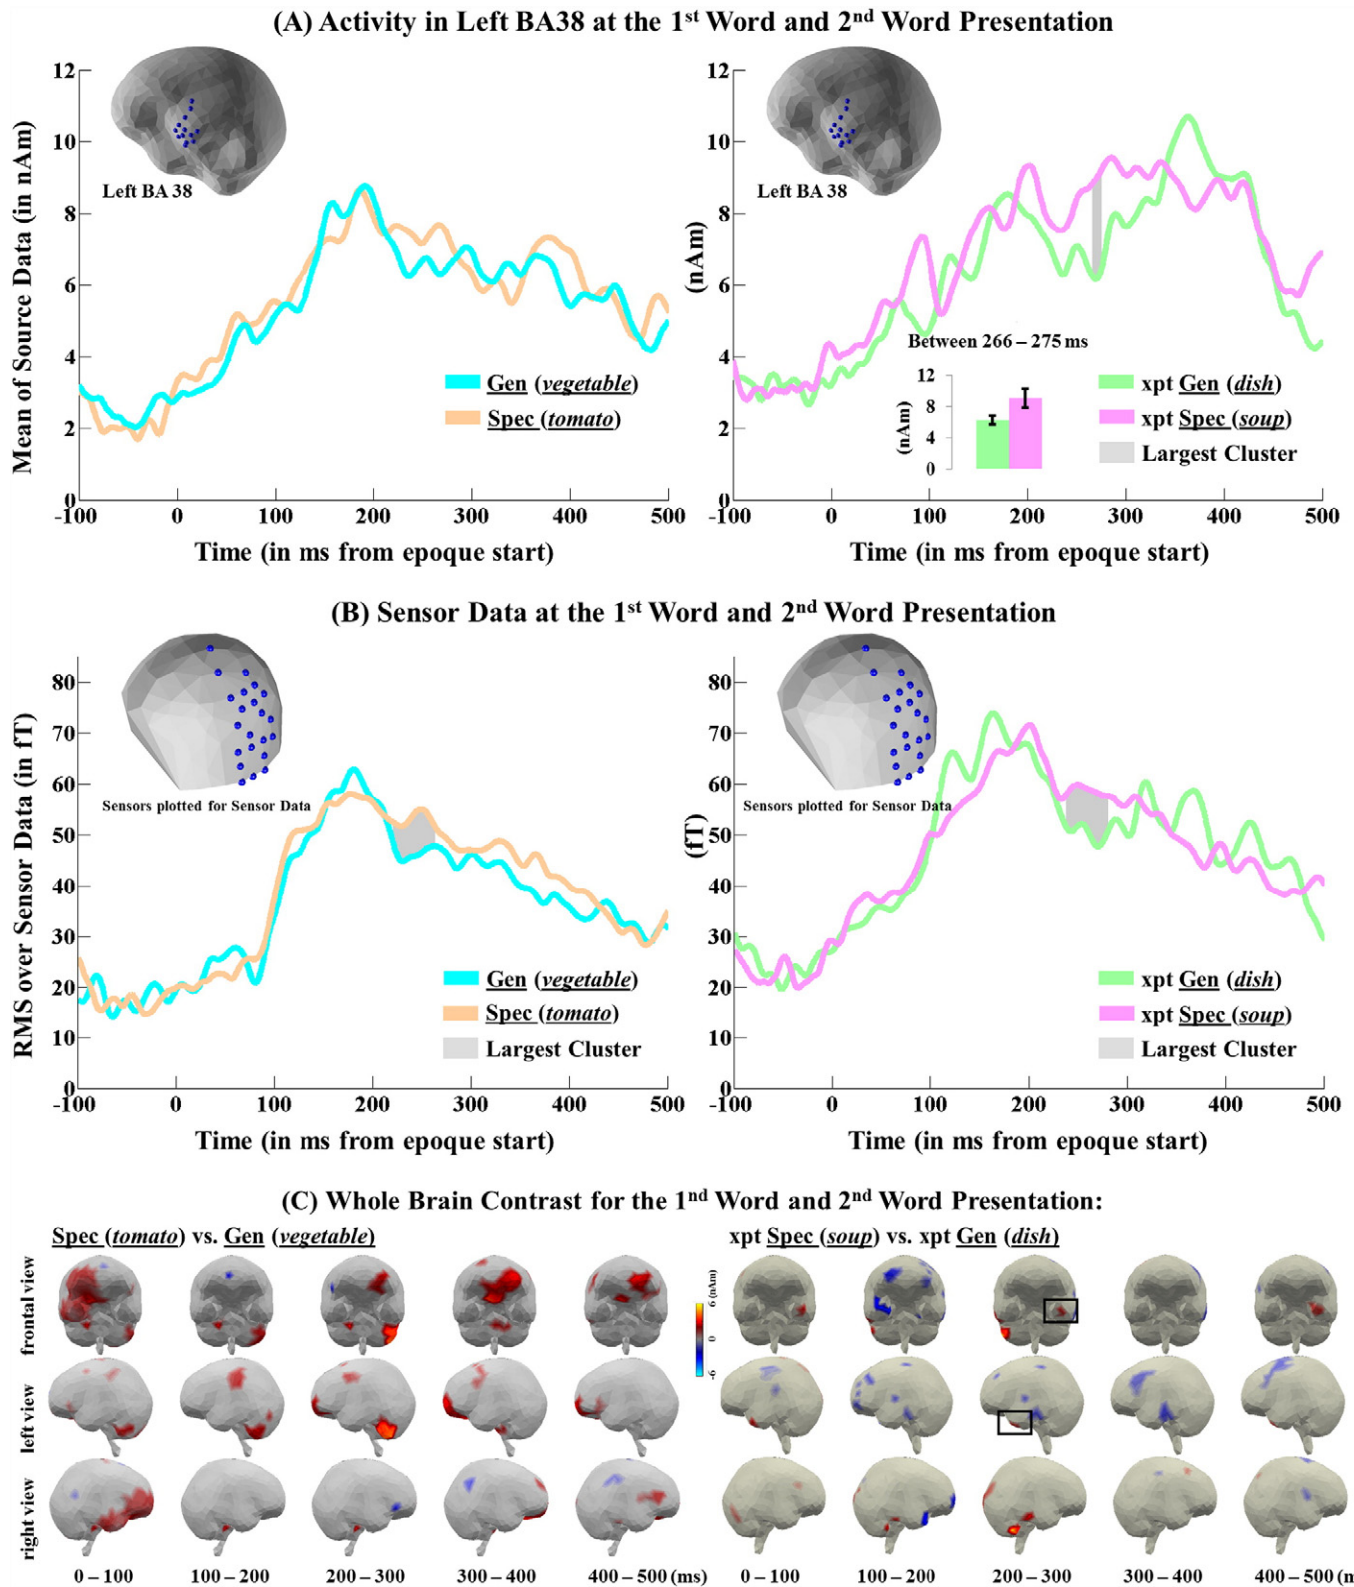 (A) Activity in Left BA38 at the 1st Word and 2nd Word Presentation
12
10
8
6
4
2
0
Mean of Source Data (in nAm)
Left BA 38
Gen (vegetable)
Spec (tomato)
-100 0 100 200 300 400 500
Time (in ms from epoque start)
12
10
8
6
4
2
0
(nAm)
Left BA 38
Between 266 – 275 ms
12
8
4
0
(nAm)
xpt Gen (dish)
xpt Spec (soup)
Largest Cluster
-100 0 100 200 300 400 500
Time (in ms from epoque start)
(B) Sensor Data at the 1st Word and 2nd Word Presentation
80
70
60
50
40
30
20
10
0
RMS over Sensor Data (in fT)
Sensors plotted for Sensor Data
Gen (vegetable)
Spec (tomato)
Largest Cluster
-100 0 100 200 300 400 500
Time (in ms from epoque start)
80
70
60
50
40
30
20
10
0
(fT)
Sensors plotted for Sensor Data
xpt Gen (dish)
xpt Spec (soup)
Largest Cluster
-100 0 100 200 300 400 500
Time (in ms from epoque start)
(C) Whole Brain Contrast for the 1nd Word and 2nd Word Presentation:
Spec (tomato) vs. Gen (vegetable)
xpt Spec (soup) vs. xpt Gen (dish)
frontal view
left view
right view
6 (nAm)
0
-6
0 – 100 100 – 200 200 – 300 300 – 400 400 – 500 (ms)
0 – 100 100 – 200 200 – 300 300 – 400 400 – 500 (n